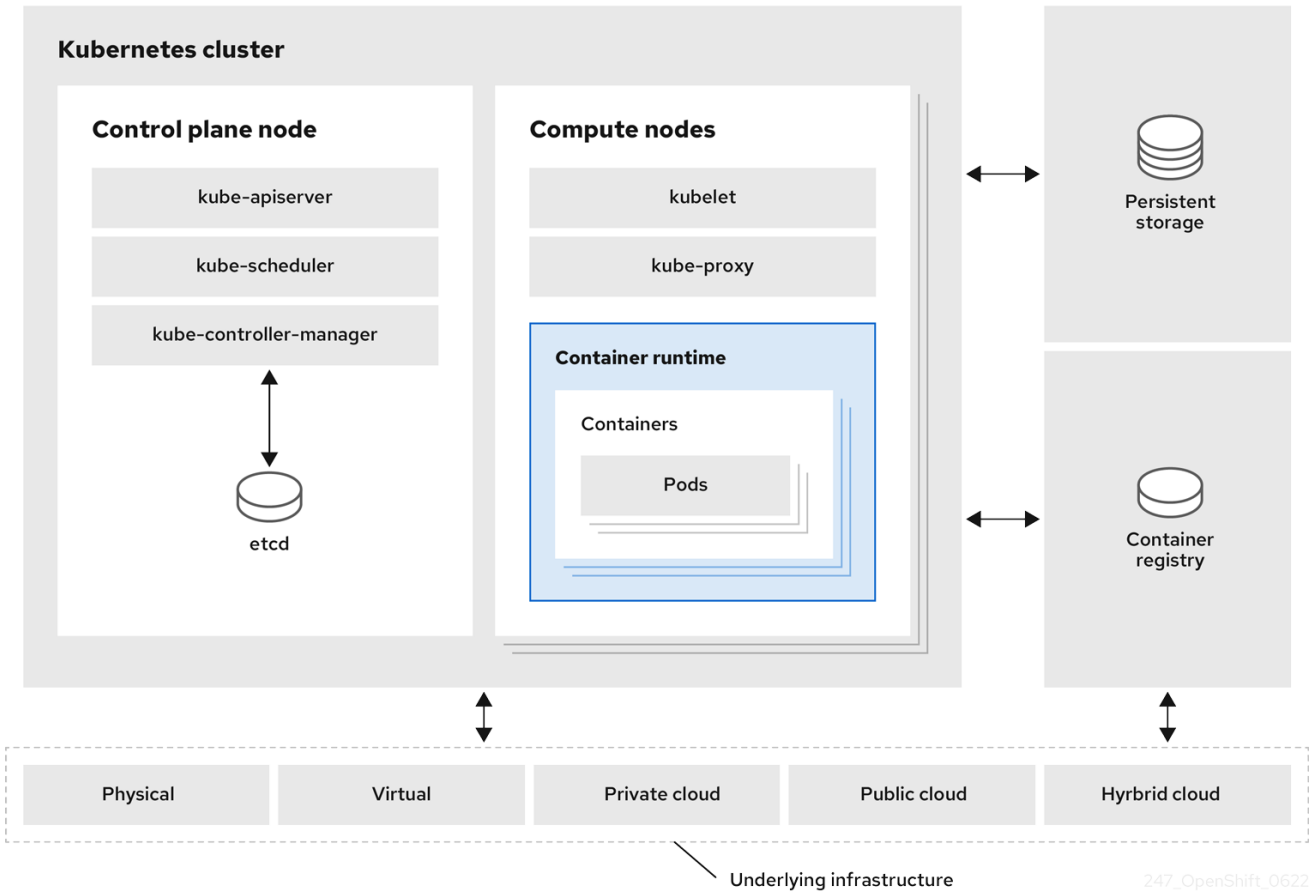 Kubernetes cluster
Control plane node
kube-apiserver
kube-scheduler
kube-controller-manager
etcd
Compute nodes
kubelet
kube-proxy
Container runtime
Containers
Pods
Persistent
storage
Container
registry
Physical
Virtual
Private cloud
Public cloud
Hyrbrid cloud
Underlying infrastructure
247_OpenShift_0622